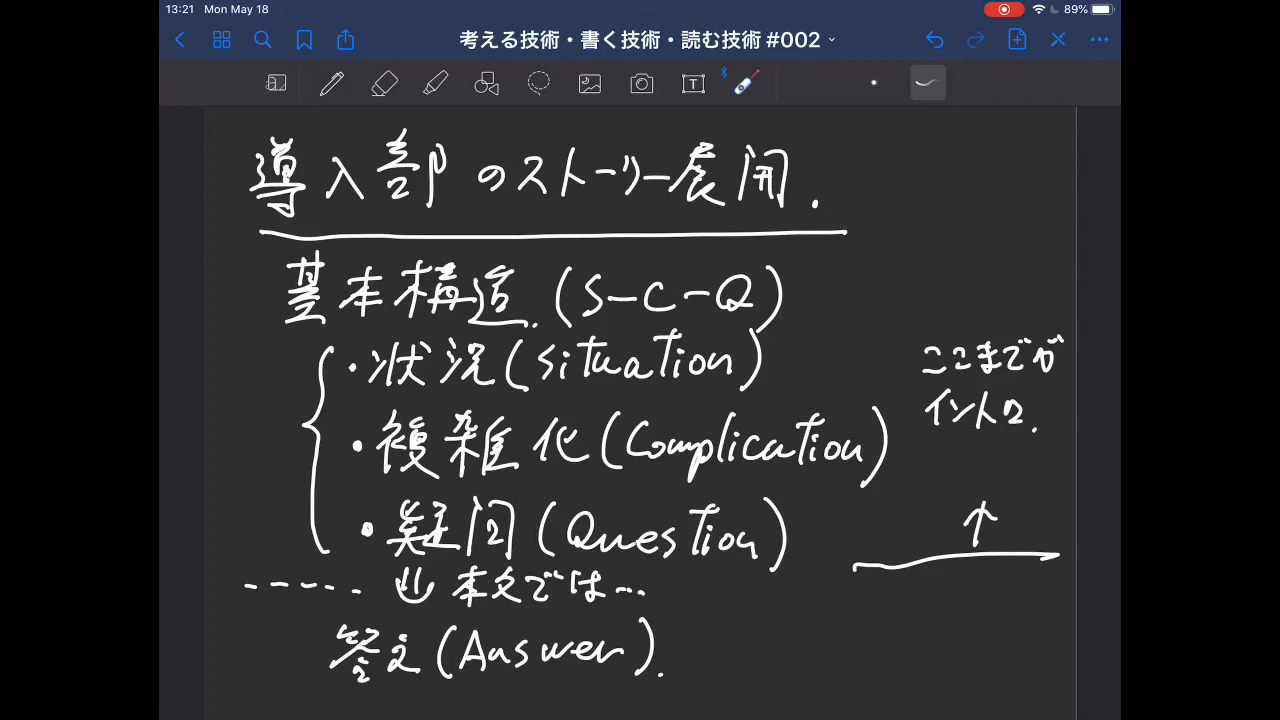 13:21 Mon May 18
89%
考える技術・書く技術・読む技術 #002
T
導入部のストーリー展開.
基本構造.(S-C-Q)
・状況(Situation)
・複雑化(Complication)
・疑問(Question)
ここまでが
イントロ.
↑
----- ↓ 本文では...
答え(Answer).